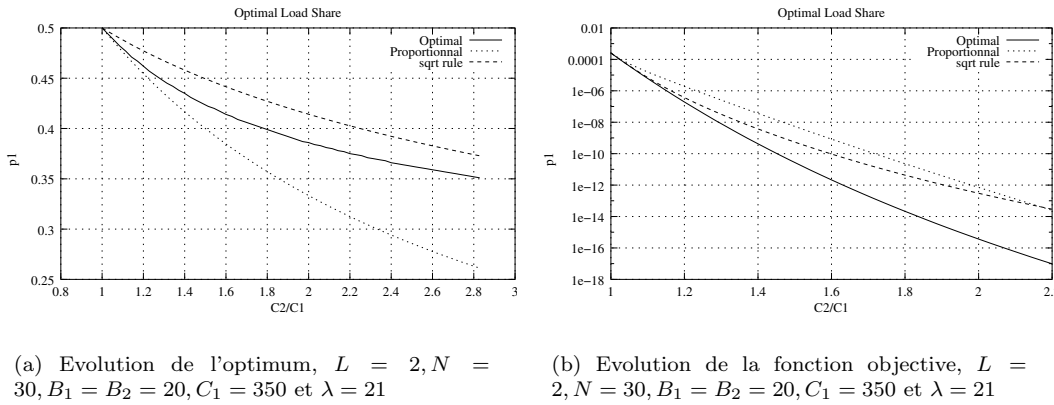 Optimal Load Share
Optimal
Proportionnal
sqrt rule
0.5
0.45
0.4
0.35
0.3
0.25
p1
0.8 1 1.2 1.4 1.6 1.8 2 2.2 2.4 2.6 2.8 3
C2/C1
(a) Evolution de l'optimum, L = 2, N =
30, B₁ = B₂ = 20, C₁ = 350 et λ = 21
Optimal Load Share
Optimal
Proportionnal
sqrt rule
0.01
0.0001
1e-06
1e-08
1e-10
1e-12
1e-14
1e-16
1e-18
p1
1 1.2 1.4 1.6 1.8 2 2.
C2/C1
(b) Evolution de la fonction objective, L =
2, N = 30, B₁ = B₂ = 20, C₁ = 350 et λ = 21